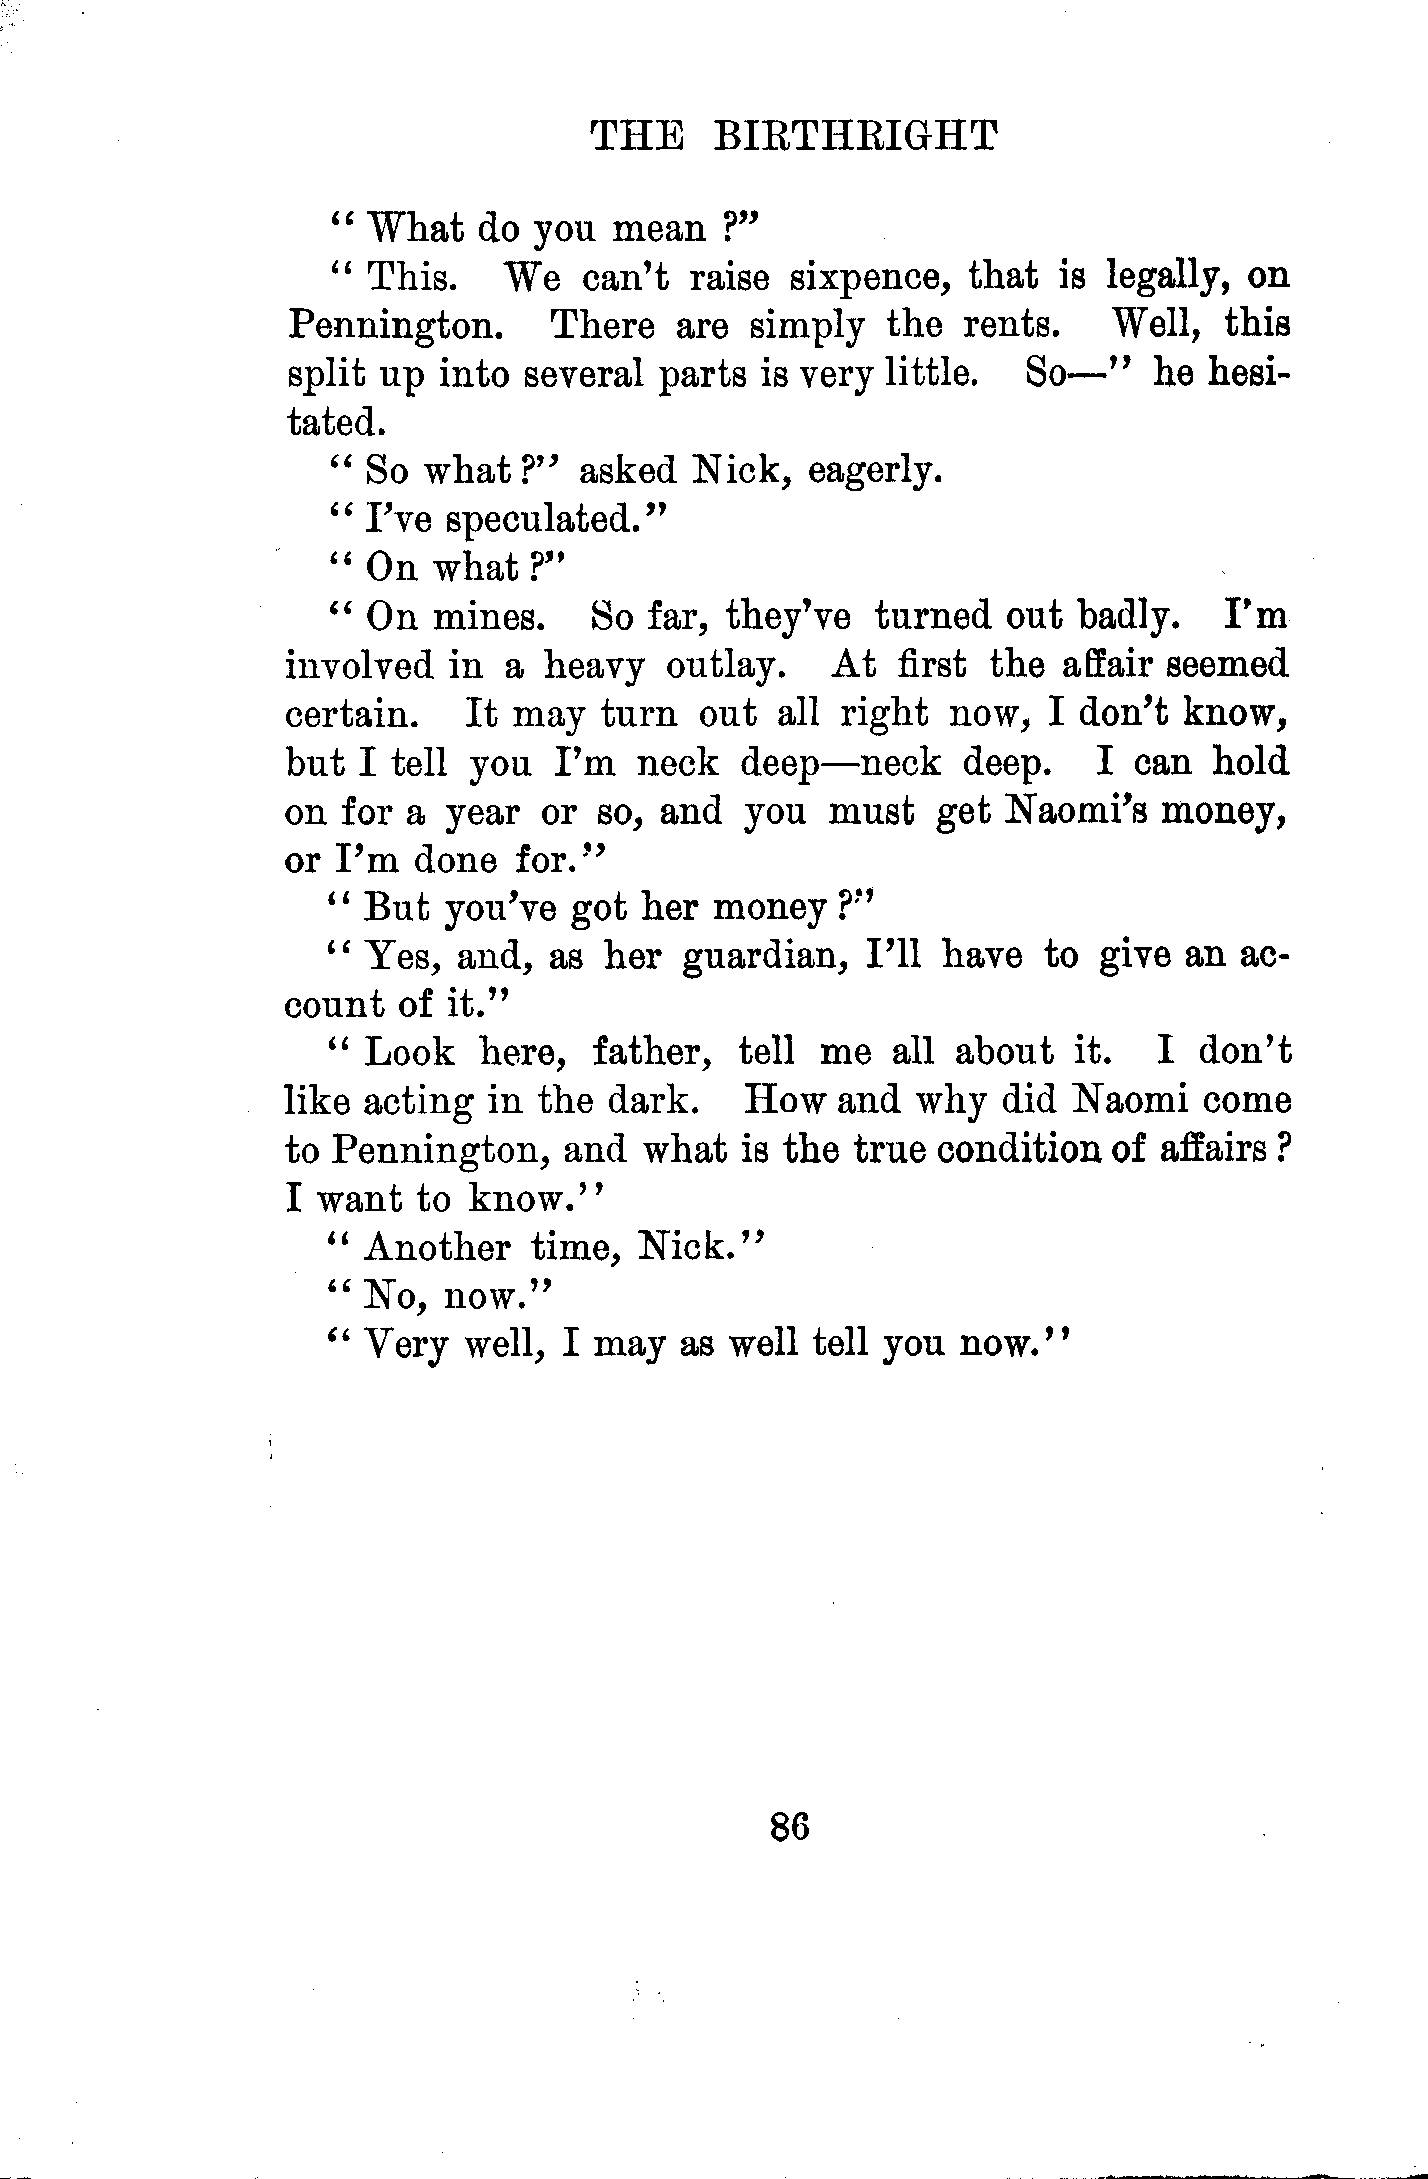 THE BIRTHRIGHT
“ What do you mean ?”
“ This. We can’t raise sixpence, that is legally, on
Pennington. There are simply the rents. Well, this
split up into several parts is very little. So—” he hesi-
tated.
“ So what ?” asked Nick, eagerly.
“ I’ve speculated.”
“ On what ?”
“ On mines. So far, they’ve turned out badly. I’m
involved in a heavy outlay. At first the affair seemed
certain. It may turn out all right now, I don’t know,
but I tell you I’m neck deep—neck deep. I can hold
on for a year or so, and you must get Naomi’s money,
or I’m done for.”
“ But you’ve got her money ?”
“ Yes, and, as her guardian, I’ll have to give an ac-
count of it.”
“ Look here, father, tell me all about it. I don’t
like acting in the dark. How and why did Naomi come
to Pennington, and what is the true condition of affairs ?
I want to know.”
“ Another time, Nick.”
“ No, now.”
“ Very well, I may as well tell you now.”
86